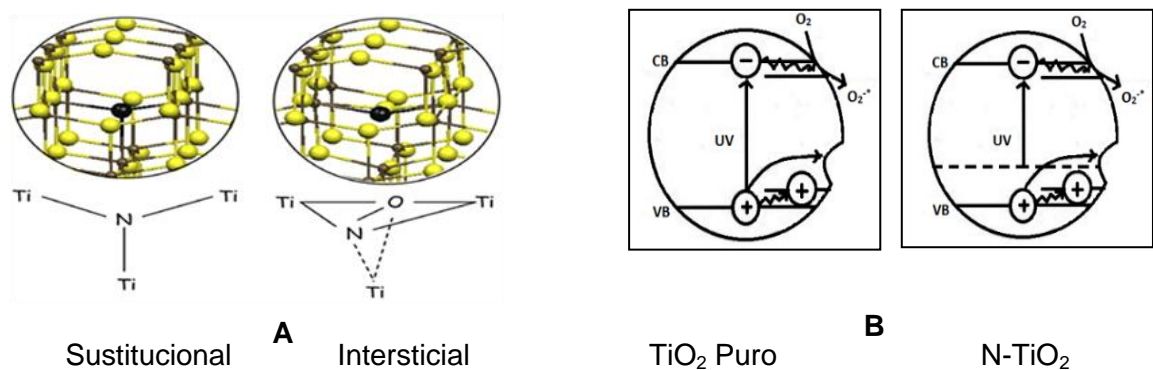 Ti Ti
N
Ti
O
Ti Ti
N
Ti
A
Sustitucional Intersticial
O₂
CB
O₂⁻*
UV
VB
O₂
CB
O₂⁻*
UV
VB
B
TiO₂ Puro N-TiO₂